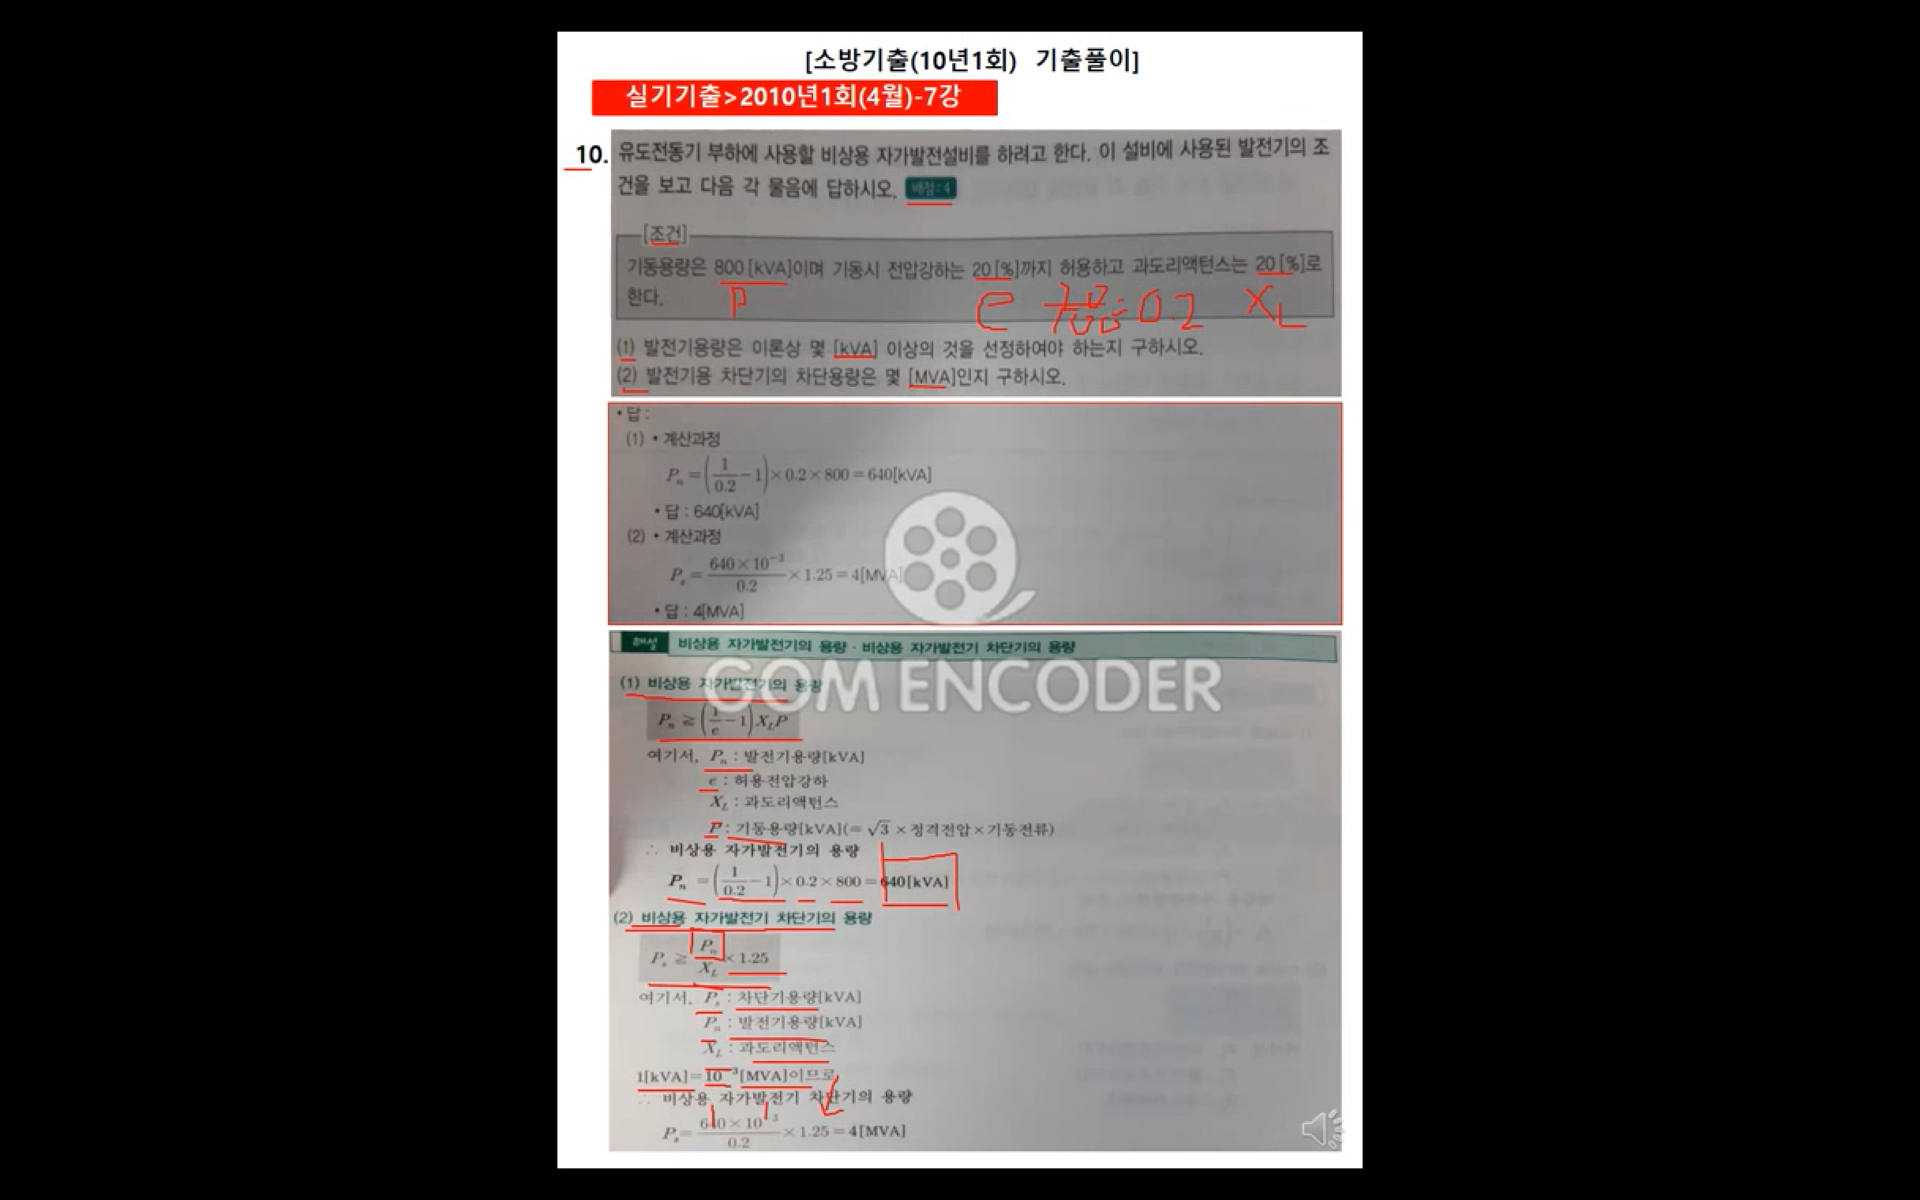 [소방기출(10년1회) 기출풀이]
실기기출>2010년1회(4월)-7강
10. 유도전동기 부하에 사용할 비상용 자가발전설비를 하려고 한다. 이 설비에 사용된 발전기의 조
건을 보고 다음 각 물음에 답하시오. 배점:4
[조건]
기동용량은 800[kVA]이며 기동시 전압강하는 20[%]까지 허용하고 과도리액턴스는 20[%]로
한다.
P e 20/100=0.2 XL
(1) 발전기용량은 이론상 몇 [kVA] 이상의 것을 선정하여야 하는지 구하시오.
(2) 발전기용 차단기의 차단용량은 몇 [MVA]인지 구하시오.
• 답 :
(1) • 계산과정
Pn = (1/0.2 - 1) × 0.2 × 800 = 640[kVA]
• 답 : 640[kVA]
(2) • 계산과정
Ps = 640 × 10⁻³/0.2 × 1.25 = 4[MVA]
• 답 : 4[MVA]
해설 비상용 자가발전기의 용량 · 비상용 자가발전기 차단기의 용량
GOM ENCODER
(1) 비상용 자가발전기의 용량
Pn ≥ (1/e - 1) XL P
여기서, Pn : 발전기용량[kVA]
e : 허용전압강하
XL : 과도리액턴스
P : 기동용량[kVA](= √3 × 정격전압 × 기동전류)
∴ 비상용 자가발전기의 용량
Pn = (1/0.2 - 1) × 0.2 × 800 = 640[kVA]
(2) 비상용 자가발전기 차단기의 용량
Ps ≥ Pn/XL × 1.25
여기서, Ps : 차단기용량[kVA]
Pn : 발전기용량[kVA]
XL : 과도리액턴스
1[kVA] = 10⁻³[MVA]이므로
∴ 비상용 자가발전기 차단기의 용량
Ps = 640 × 10⁻³/0.2 × 1.25 = 4[MVA]